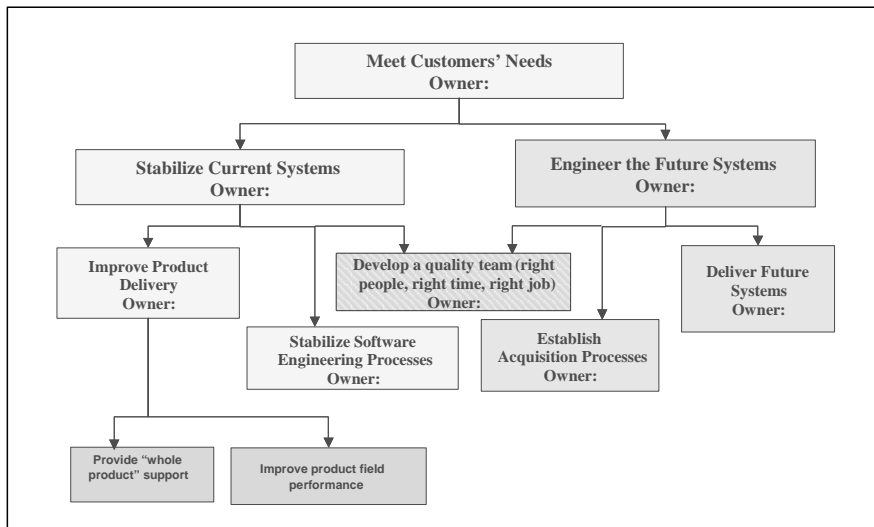 Meet Customers’ Needs
Owner:
Stabilize Current Systems
Owner:
Engineer the Future Systems
Owner:
Improve Product
Delivery
Owner:
Develop a quality team (right
people, right time, right job)
Owner:
Deliver Future
Systems
Owner:
Stabilize Software
Engineering Processes
Owner:
Establish
Acquisition Processes
Owner:
Provide “whole
product” support
Improve product field
performance